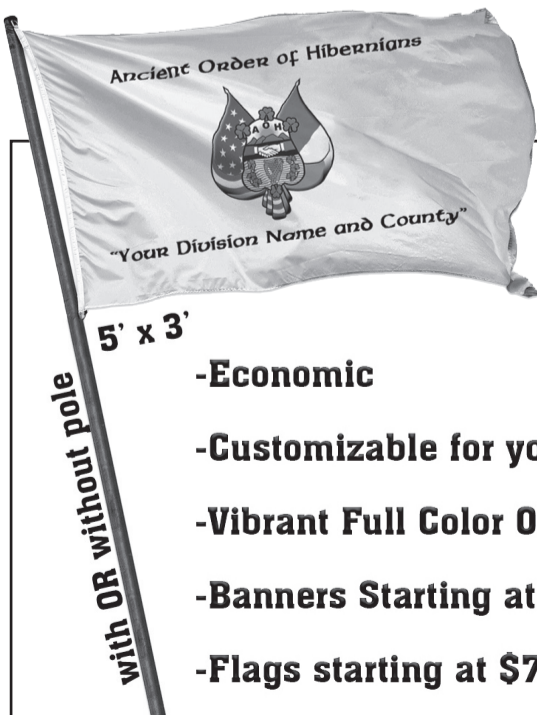 Ancient Order of Hibernians
AOH
"Your Division Name and County"
5' x 3'
with OR without pole
-Economic
-Customizable for yo
-Vibrant Full Color O
-Banners Starting at
-Flags starting at $7